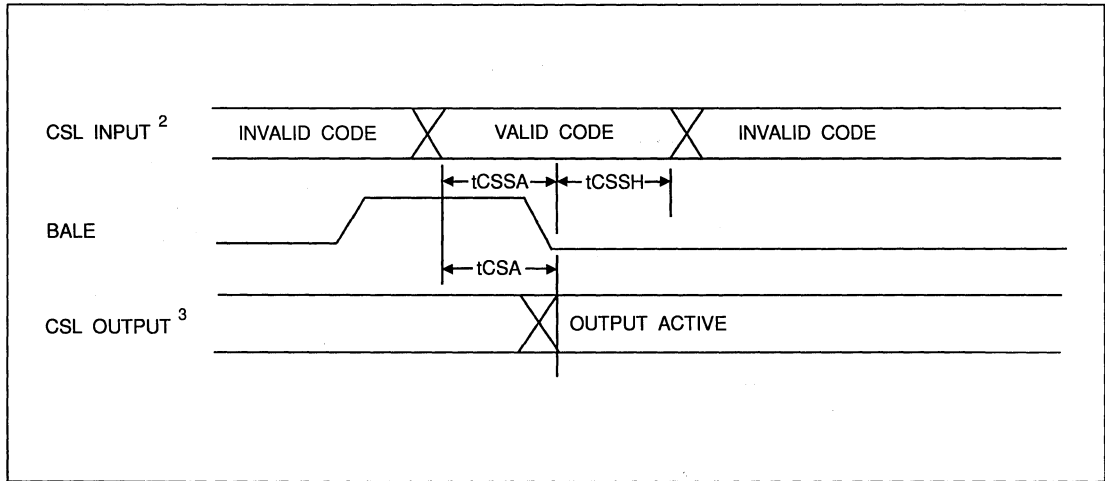 CSL INPUT 2 INVALID CODE VALID CODE INVALID CODE
tCSSA tCSSH
BALE
tCSA
CSL OUTPUT 3 OUTPUT ACTIVE